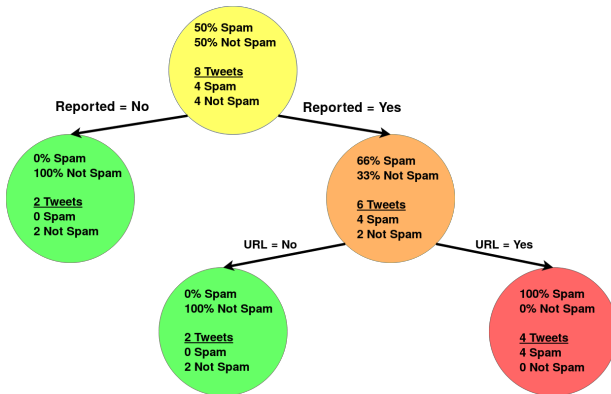 50% Spam
50% Not Spam
8 Tweets
4 Spam
4 Not Spam
Reported = No
Reported = Yes
0% Spam
100% Not Spam
2 Tweets
0 Spam
2 Not Spam
66% Spam
33% Not Spam
6 Tweets
4 Spam
2 Not Spam
URL = No
URL = Yes
0% Spam
100% Not Spam
2 Tweets
0 Spam
2 Not Spam
100% Spam
0% Not Spam
4 Tweets
4 Spam
0 Not Spam